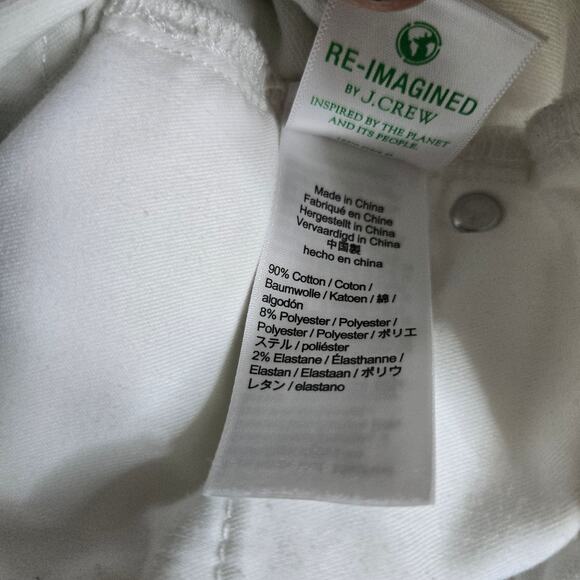 RE-IMAGINED
BY J.CREW
INSPIRED BY THE PLANET
AND ITS PEOPLE.
Made in China
Fabriqué en Chine
Hergestellt in China
Vervaardigd in China
中国製
hecho en china
90% Cotton / Coton /
Baumwolle / Katoen / 綿 /
algodón
8% Polyester / Polyester /
Polyester / Polyester / ポリエ
ステル / poliéster
2% Elastane / Élasthanne /
Elastan / Elastaan / ポリウ
レタン / elastano